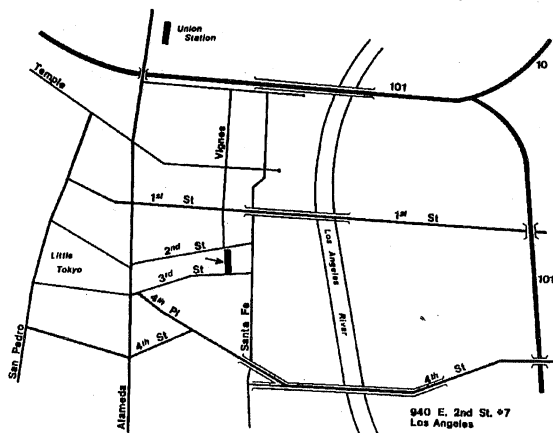 Union
Station
10
101
Temple
Vignes
1st St
1st St
Los Angeles
River
2nd St
Little
Tokyo
3rd St
101
4th Pl
San Pedro
4th St
Santa Fe
4th St
Alameda
940 E. 2nd St. #7
Los Angeles